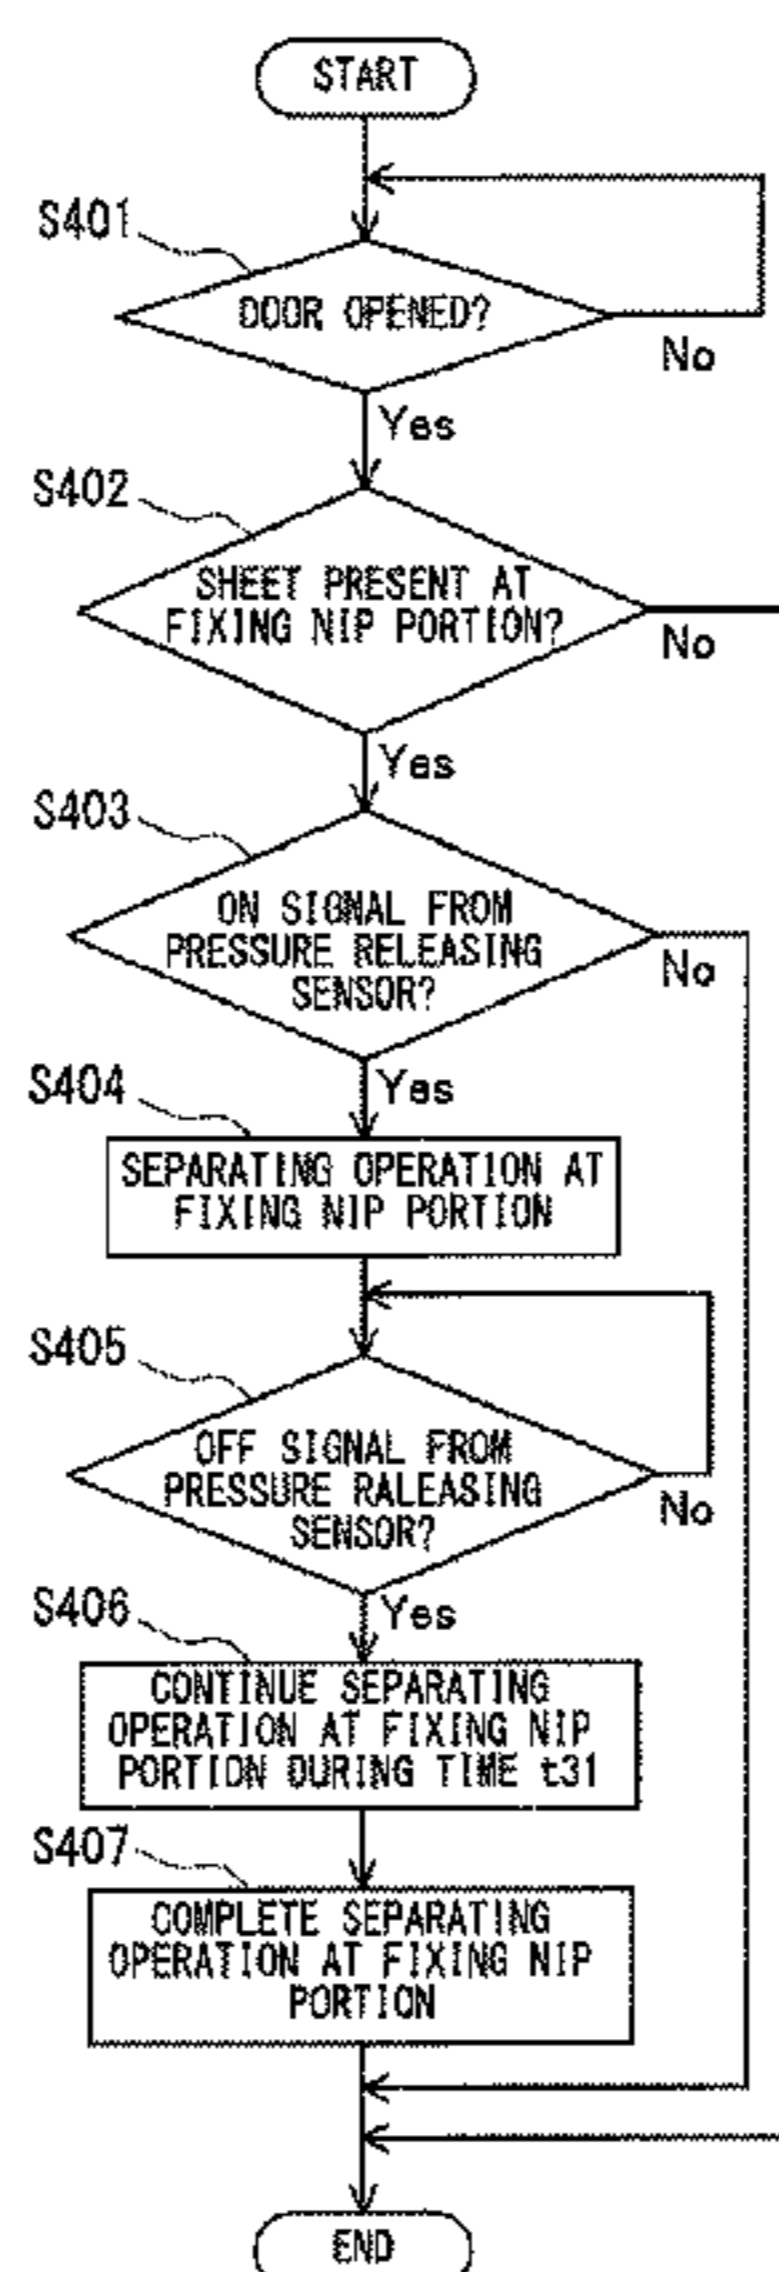 START
S401
DOOR OPENED?
No
Yes
S402
SHEET PRESENT AT
FIXING NIP PORTION?
No
Yes
S403
ON SIGNAL FROM
PRESSURE RELEASING
SENSOR?
No
Yes
S404
SEPARATING OPERATION AT
FIXING NIP PORTION
S405
OFF SIGNAL FROM
PRESSURE RALEASING
SENSOR?
No
Yes
S406
CONTINUE SEPARATING
OPERATION AT FIXING NIP
PORTION DURING TIME t31
S407
COMPLETE SEPARATING
OPERATION AT FIXING NIP
PORTION
END